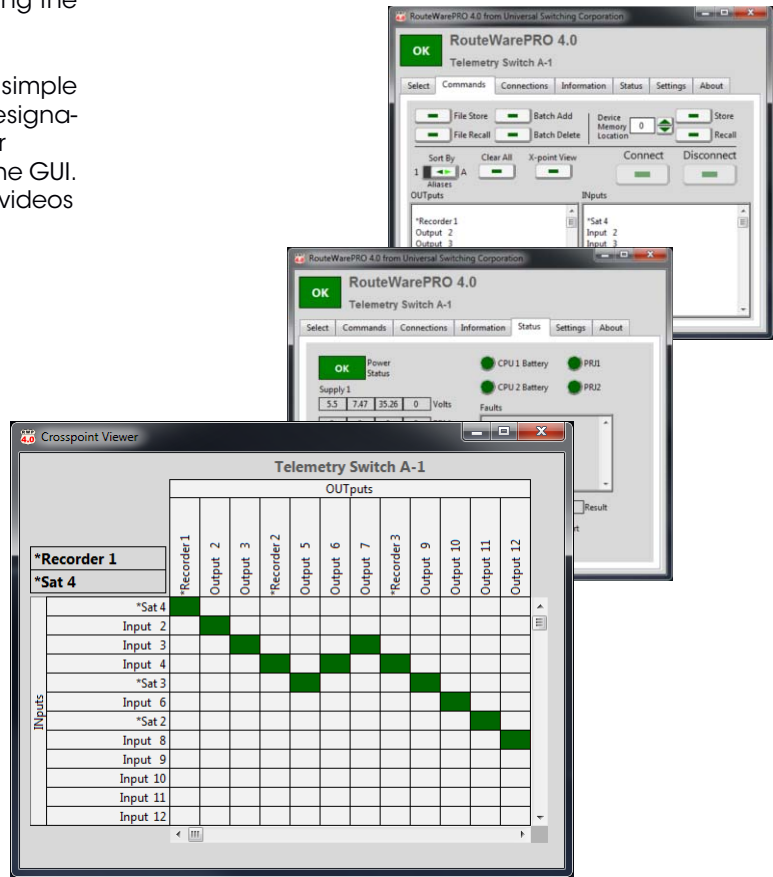 ng the
simple
esigna-
r
ne GUI.
videos
RouteWarePRO 4.0 from Universal Switching Corporation
OK
RouteWarePRO 4.0
Telemetry Switch A-1
Select Commands Connections Information Status Settings About
File Store Batch Add Device Memory Location 0 Store
File Recall Batch Delete Recall
Sort By Clear All X-point View Connect Disconnect
1 A
Aliases
OUTputs INputs
*Recorder 1 *Sat 4
Output 2 Input 2
Output 3 Input 3
RouteWarePRO 4.0 from Universal Switching Corporation
OK
RouteWarePRO 4.0
Telemetry Switch A-1
Select Commands Connections Information Status Settings About
OK Power Status CPU 1 Battery PRJ1
CPU 2 Battery PRJ2
Supply 1
5.5 7.47 35.26 0 Volts
Faults
Result
4.0 Crosspoint Viewer
Telemetry Switch A-1
OUTputs
*Recorder 1
*Sat 4
*Recorder 1
Output 2
Output 3
*Recorder 2
Output 5
Output 6
Output 7
*Recorder 3
Output 9
Output 10
Output 11
Output 12
INputs
*Sat 4
Input 2
Input 3
Input 4
*Sat 3
Input 6
*Sat 2
Input 8
Input 9
Input 10
Input 11
Input 12